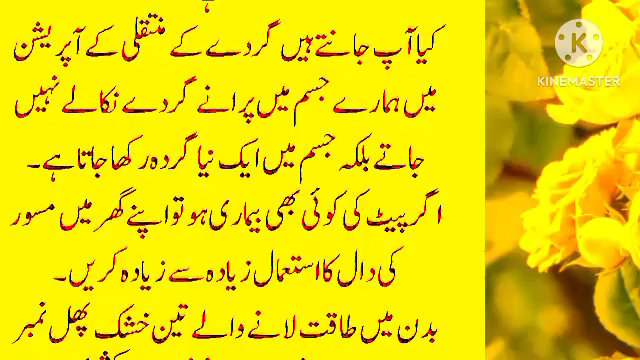 کیا آپ جانتے ہیں گردے کے منتقلی کے آپریشن
میں ہمارے جسم میں پرانے گردے نکالے نہیں
جاتے بلکہ جسم میں ایک نیا گردہ رکھا جاتا ہے۔
اگر پیٹ کی کوئی بھی بیماری ہو تو اپنے گھر میں مسور
کی دال کا استعمال زیادہ سے زیادہ کریں۔
بدن میں طاقت لانے والے تین خشک پھل نمبر
KINEMASTER